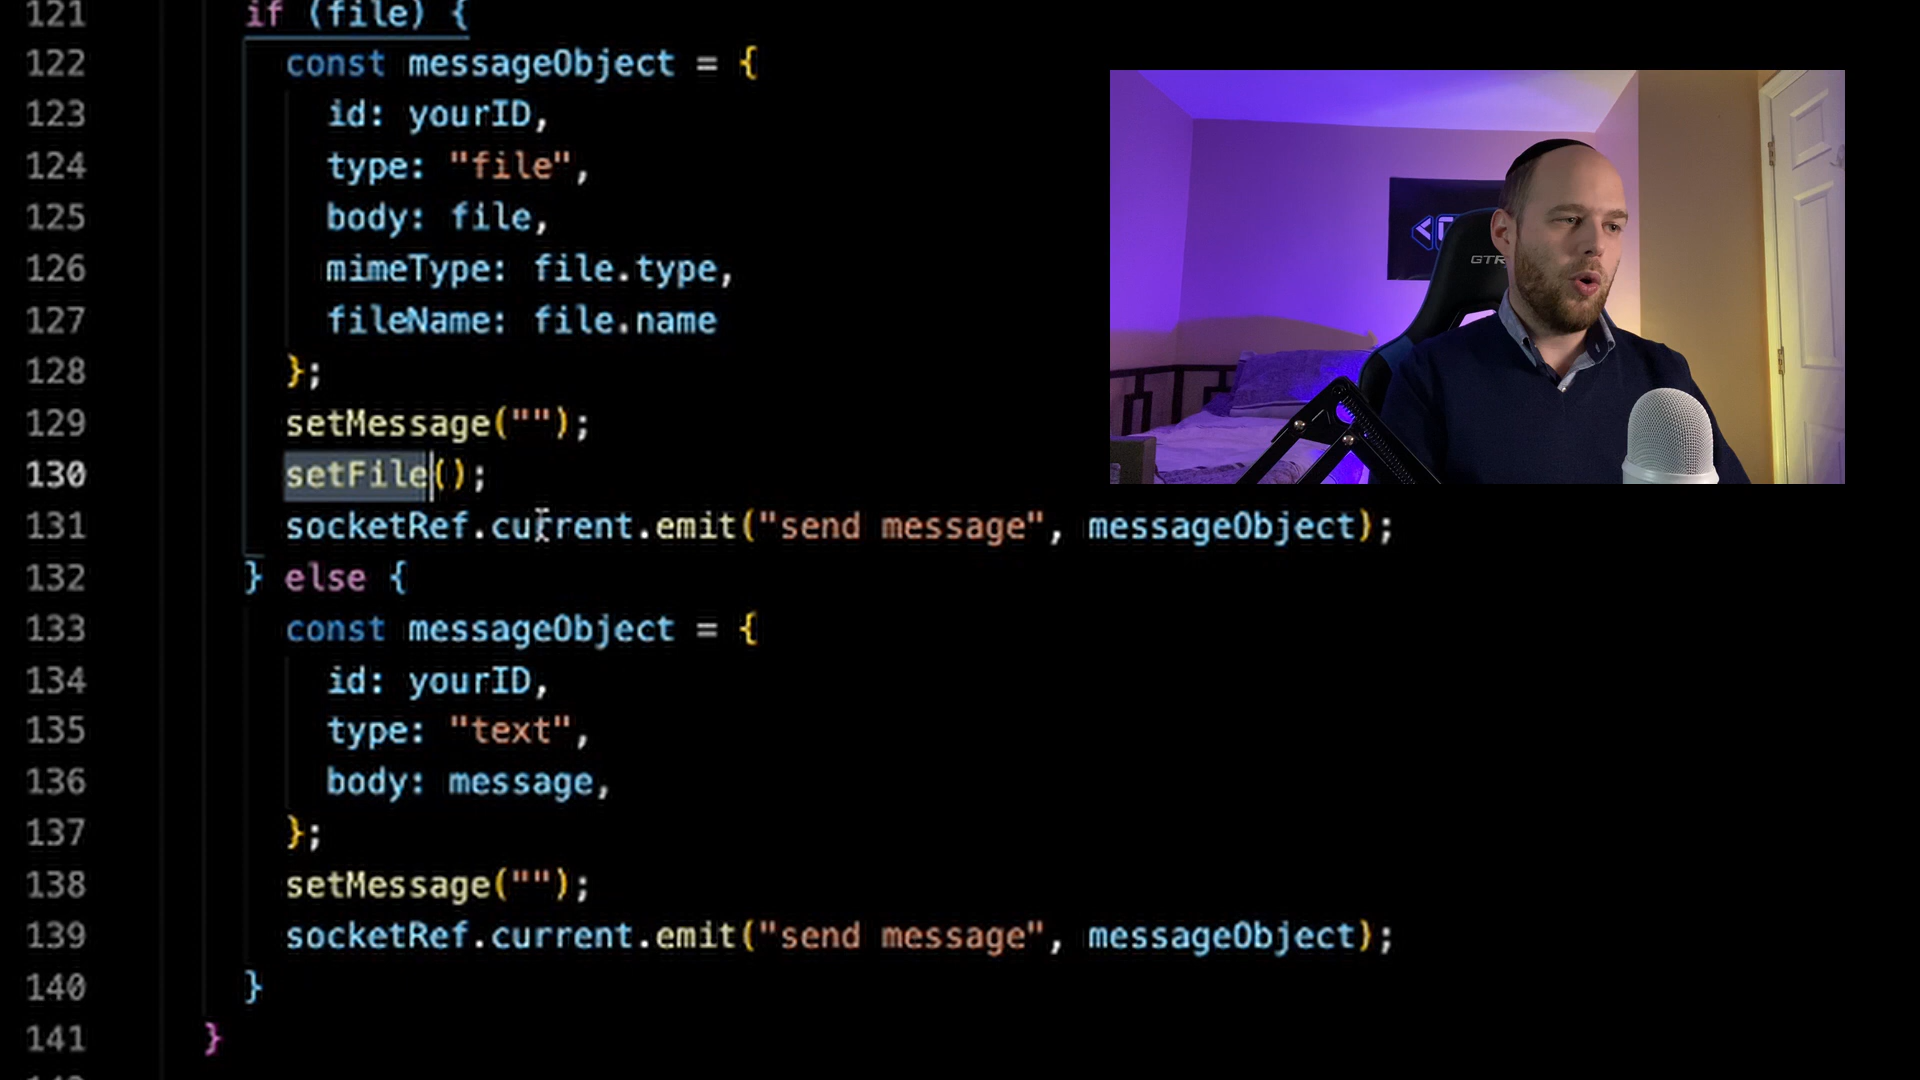 121 if (file) {
122 const messageObject = {
123 id: yourID,
124 type: "file",
125 body: file,
126 mimeType: file.type,
127 fileName: file.name
128 };
129 setMessage("");
130 setFile();
131 socketRef.current.emit("send message", messageObject);
132 } else {
133 const messageObject = {
134 id: yourID,
135 type: "text",
136 body: message,
137 };
138 setMessage("");
139 socketRef.current.emit("send message", messageObject);
140 }
141 }